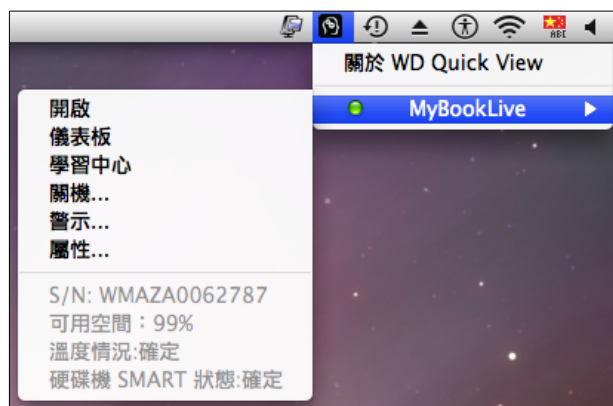 ABC
關於 WD Quick View
MyBookLive
開啟
儀表板
學習中心
關機...
警示...
屬性...
S/N: WMAZA0062787
可用空間：99%
溫度情況:確定
硬碟機 SMART 狀態:確定